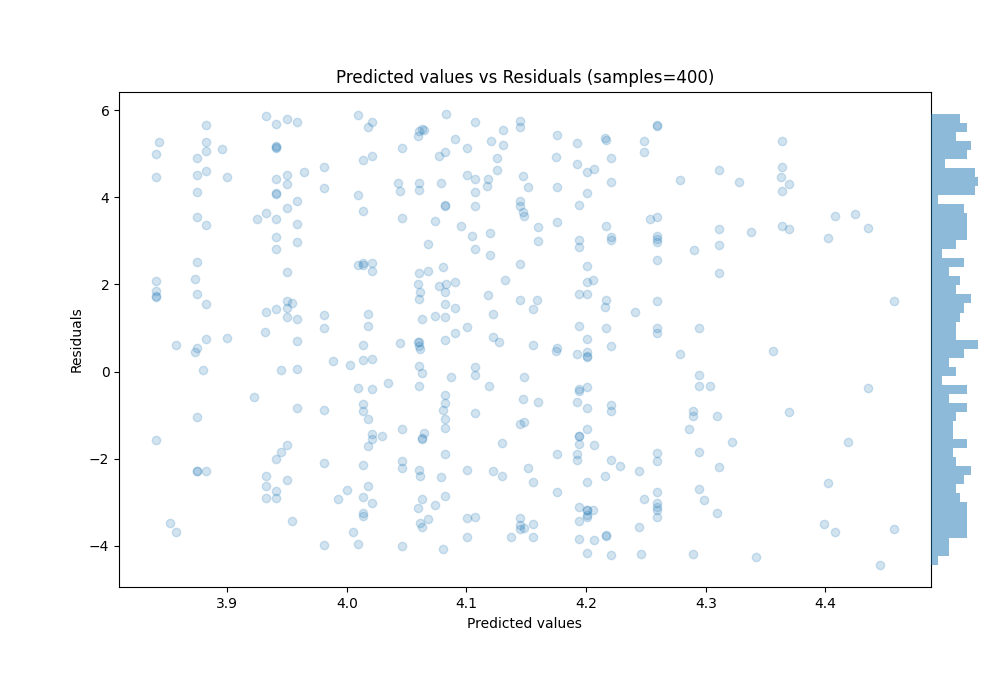 Predicted values vs Residuals (samples=400)
6
4
2
0
−2
−4
Residuals
3.9 4.0 4.1 4.2 4.3 4.4
Predicted values